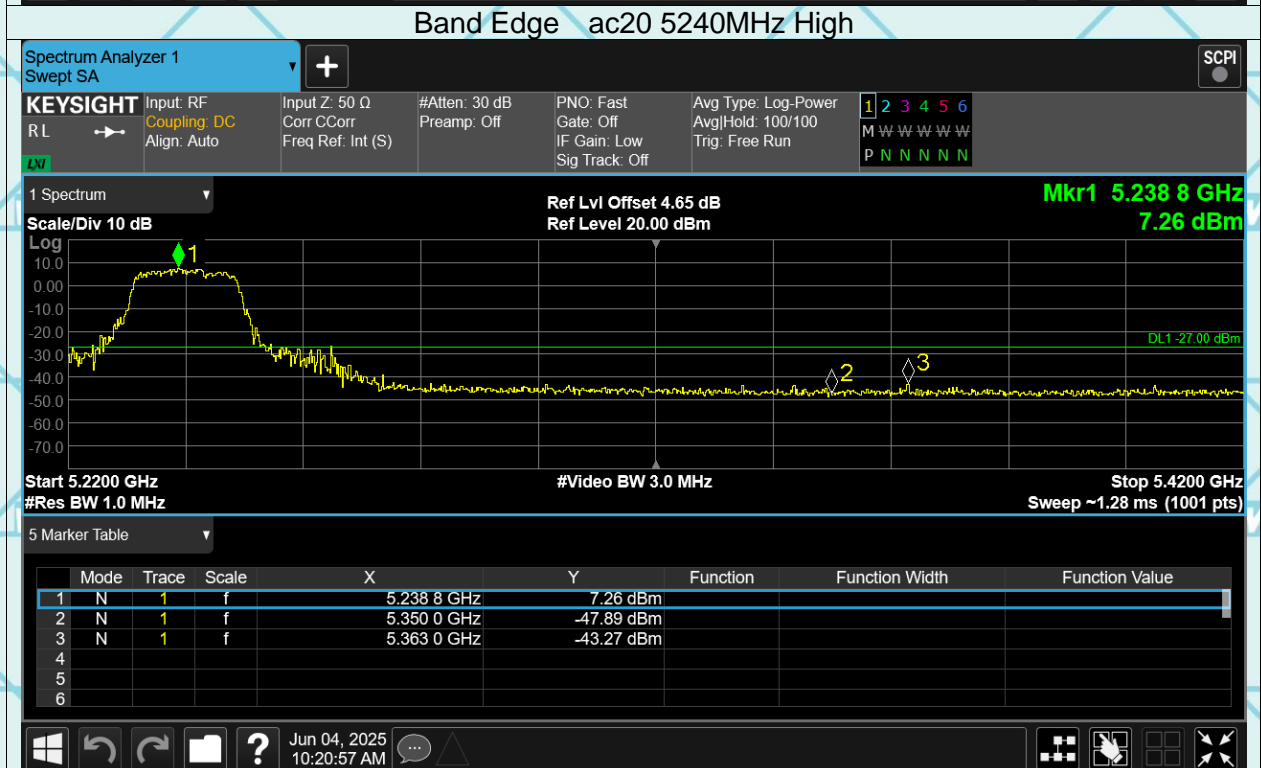 Band Edge ac20 5240MHz High
Spectrum Analyzer 1
Swept SA
+
SCPI
KEYSIGHT
R L
LXI
Input: RF
Coupling: DC
Align: Auto
Input Z: 50 Ω
Corr CCorr
Freq Ref: Int (S)
#Atten: 30 dB
Preamp: Off
PNO: Fast
Gate: Off
IF Gain: Low
Sig Track: Off
Avg Type: Log-Power
Avg|Hold: 100/100
Trig: Free Run
1 2 3 4 5 6
M W W W W W
P N N N N N
1 Spectrum
Scale/Div 10 dB
Ref Lvl Offset 4.65 dB
Ref Level 20.00 dBm
Mkr1 5.238 8 GHz
7.26 dBm
Log
10.0
0.00
-10.0
-20.0
-30.0
-40.0
-50.0
-60.0
-70.0
1
2
3
DL1 -27.00 dBm
Start 5.2200 GHz
#Video BW 3.0 MHz
Stop 5.4200 GHz
#Res BW 1.0 MHz
Sweep ~1.28 ms (1001 pts)
5 Marker Table
Mode Trace Scale X Y Function Function Width Function Value
1 N 1 f 5.238 8 GHz 7.26 dBm
2 N 1 f 5.350 0 GHz -47.89 dBm
3 N 1 f 5.363 0 GHz -43.27 dBm
4
5
6
?
Jun 04, 2025
10:20:57 AM